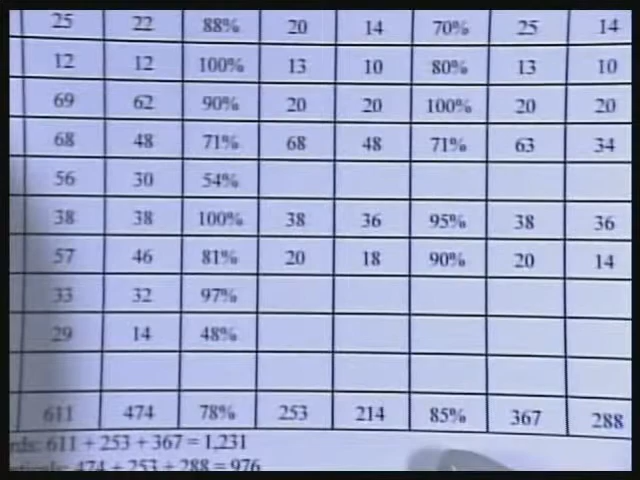 25 22 88% 20 14 70% 25 14
12 12 100% 13 10 80% 13 10
69 62 90% 20 20 100% 20 20
68 48 71% 68 48 71% 63 34
56 30 54%
38 38 100% 38 36 95% 38 36
57 46 81% 20 18 90% 20 14
33 32 97%
29 14 48%
611 474 78% 253 214 85% 367 288
611 + 253 + 367 = 1,231
474 + 253 + 288 = 976